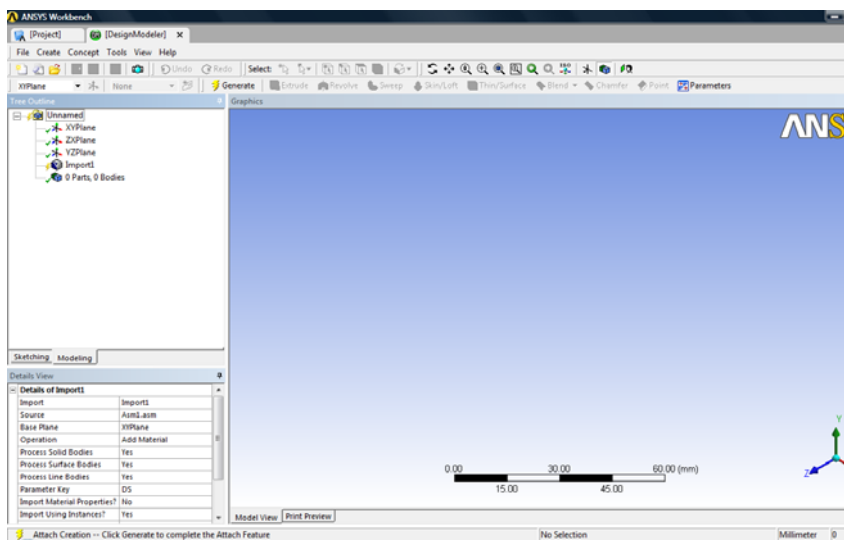 ANSYS Workbench
[Project] [DesignModeler] x
File Create Concept Tools View Help
Undo Redo Select:
XYPlane None Generate Extrude Revolve Sweep Skin/Loft Thin/Surface Blend Chamfer Point Parameters
Tree Outline Graphics
Unnamed
XYPlane
ZXPlane
YZPlane
Import1
0 Parts, 0 Bodies
ANS
Sketching Modeling
Details View
Details of Import1
Import Import1
Source Asm1.asm
Base Plane XYPlane
Operation Add Material
Process Solid Bodies Yes
Process Surface Bodies Yes
Process Line Bodies Yes
Parameter Key DS
Import Material Properties? No
Import Using Instances? Yes
0.00 30.00 60.00 (mm)
15.00 45.00
Y
Z
Model View Print Preview
Attach Creation -- Click Generate to complete the Attach Feature No Selection Millimeter 0